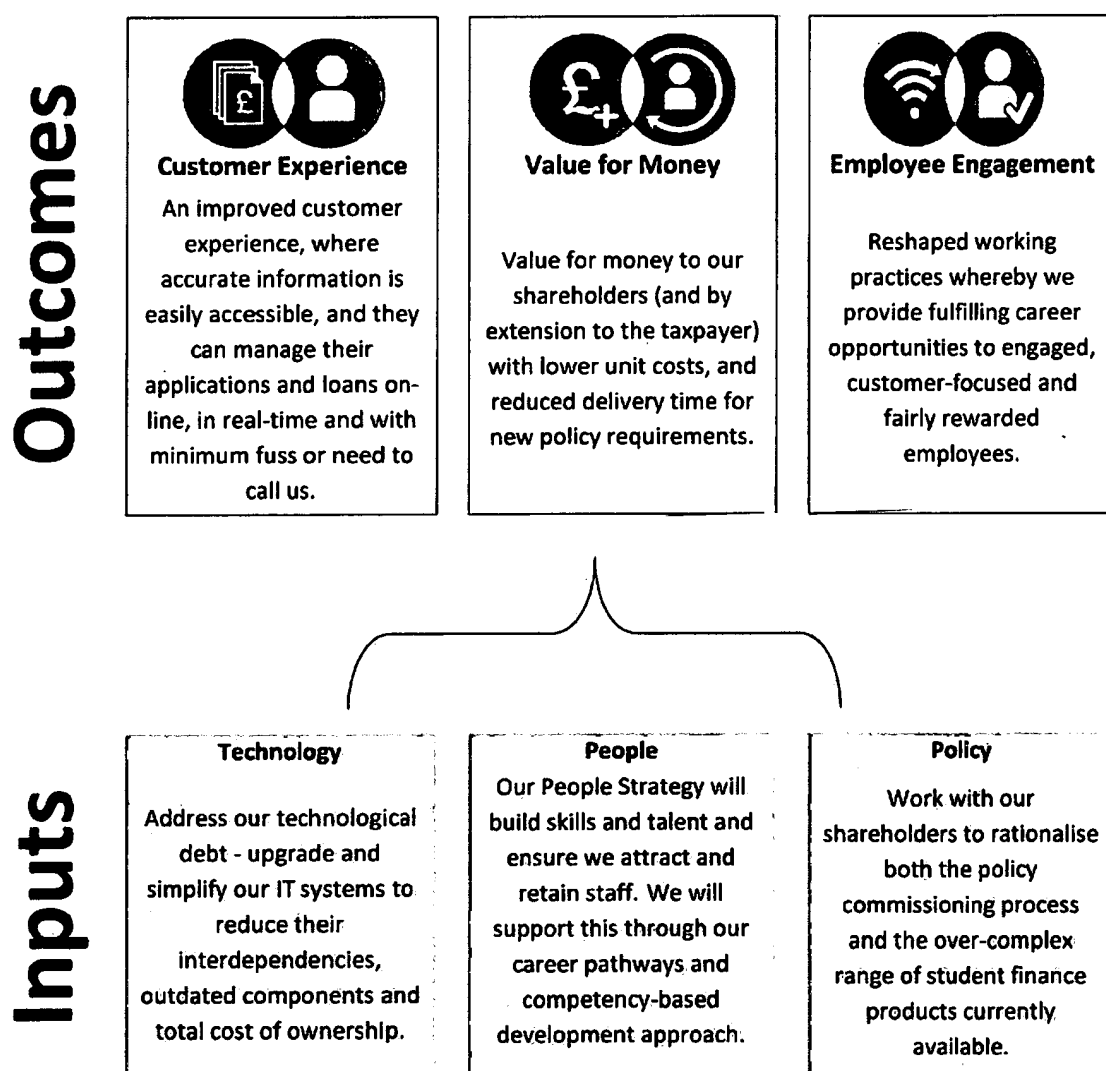 Outcomes
£
Customer Experience
An improved customer
experience, where
accurate information is
easily accessible, and they
can manage their
applications and loans on-
line, in real-time and with
minimum fuss or need to
call us.
£+
Value for Money
Value for money to our
shareholders (and by
extension to the taxpayer)
with lower unit costs, and
reduced delivery time for
new policy requirements.
Employee Engagement
Reshaped working
practices whereby we
provide fulfilling career
opportunities to engaged,
customer-focused and
fairly rewarded
employees.
Inputs
Technology
Address our technological
debt - upgrade and
simplify our IT systems to
reduce their
interdependencies,
outdated components and
total cost of ownership.
People
Our People Strategy will
build skills and talent and
ensure we attract and
retain staff. We will
support this through our
career pathways and
competency-based
development approach.
Policy
Work with our
shareholders to rationalise
both the policy
commissioning process
and the over-complex
range of student finance
products currently
available.